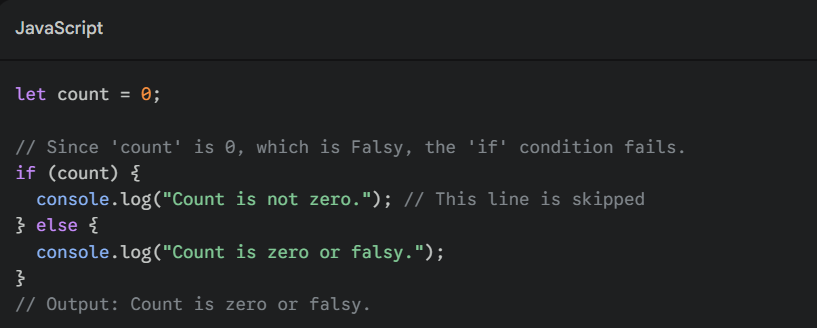 JavaScript
let count = 0;
// Since 'count' is 0, which is Falsy, the 'if' condition fails.
if (count) {
  console.log("Count is not zero."); // This line is skipped
} else {
  console.log("Count is zero or falsy.");
}
// Output: Count is zero or falsy.